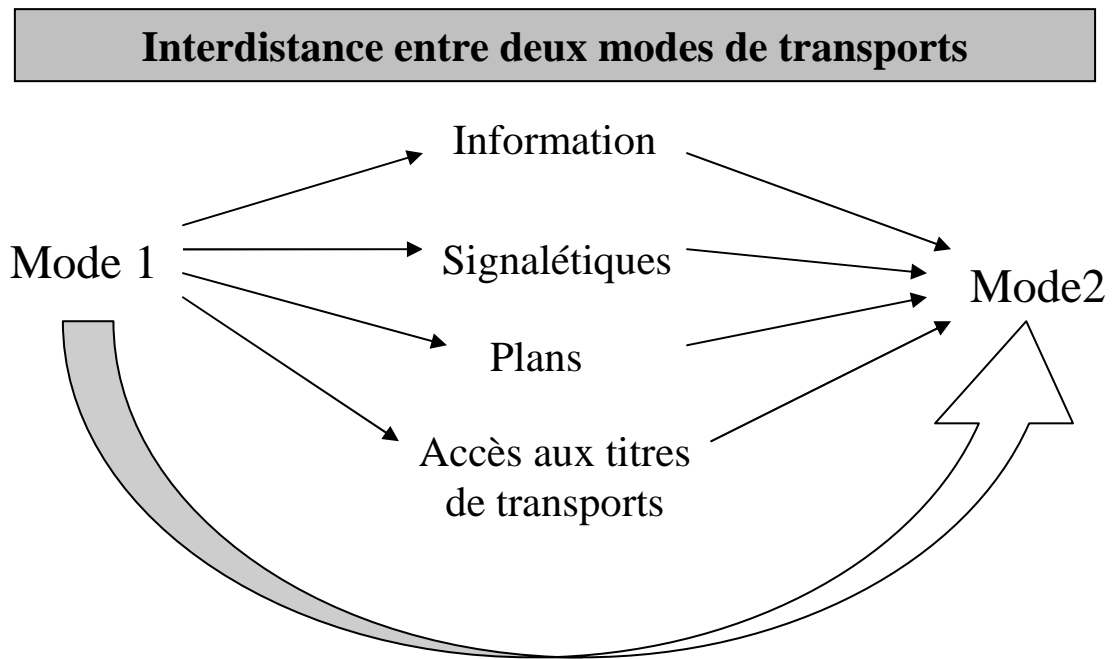 Interdistance entre deux modes de transports
Information
Mode 1
Signalétiques
Mode2
Plans
Accès aux titres
de transports